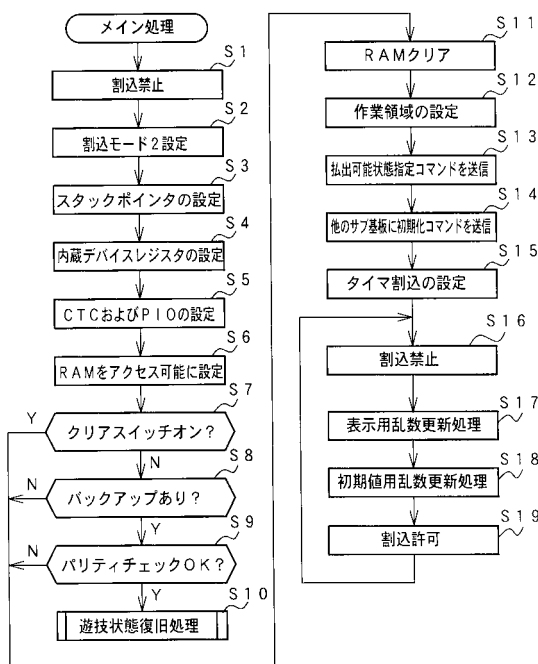 メイン処理
S1
割込禁止
S2
割込モード2設定
S3
スタックポインタの設定
S4
内蔵デバイスレジスタの設定
S5
CTCおよびPIOの設定
S6
RAMをアクセス可能に設定
S7
Y
クリアスイッチオン?
N
S8
N
バックアップあり?
Y
S9
N
パリティチェックOK?
Y
S10
遊技状態復旧処理
S11
RAMクリア
S12
作業領域の設定
S13
払出可能状態指定コマンドを送信
S14
他のサブ基板に初期化コマンドを送信
S15
タイマ割込の設定
S16
割込禁止
S17
表示用乱数更新処理
S18
初期値用乱数更新処理
S19
割込許可